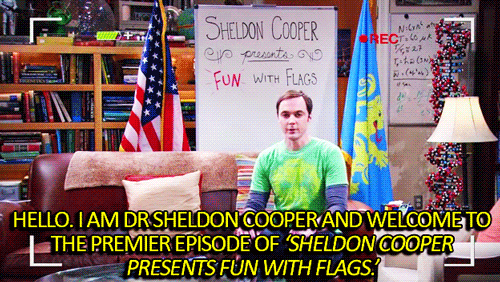 SHELDON COOPER
presents
FUN WITH FLAGS
REC
HELLO. I AM DR SHELDON COOPER AND WELCOME TO
THE PREMIER EPISODE OF ‘SHELDON COOPER
PRESENTS FUN WITH FLAGS.’